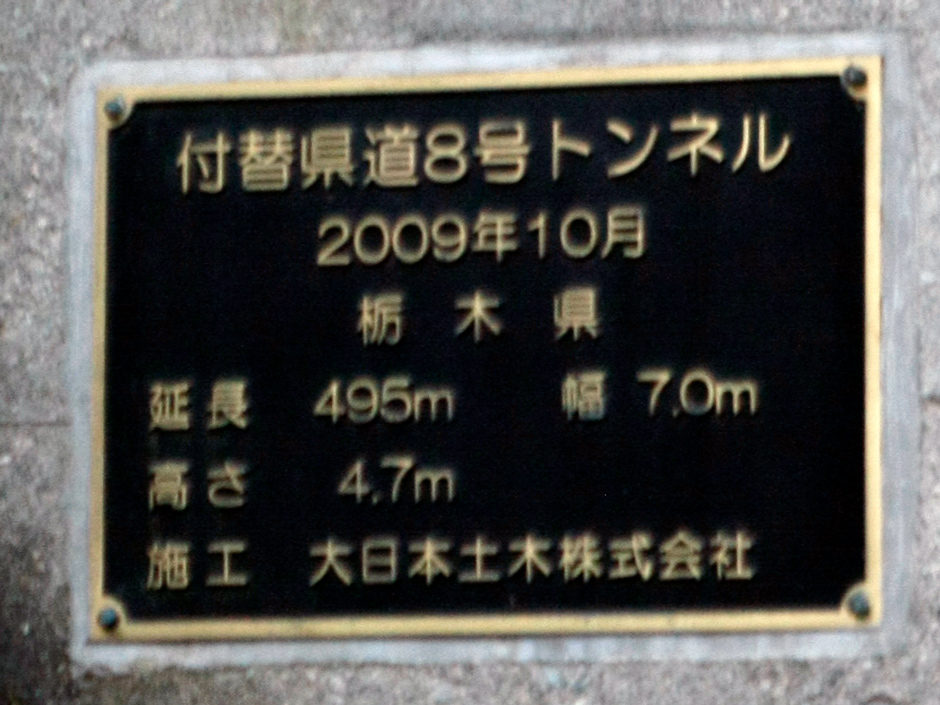 付替県道8号トンネル
2009年10月
栃木県
延長 495m 幅 7.0m
高さ 4.7m
施工 大日本土木株式会社